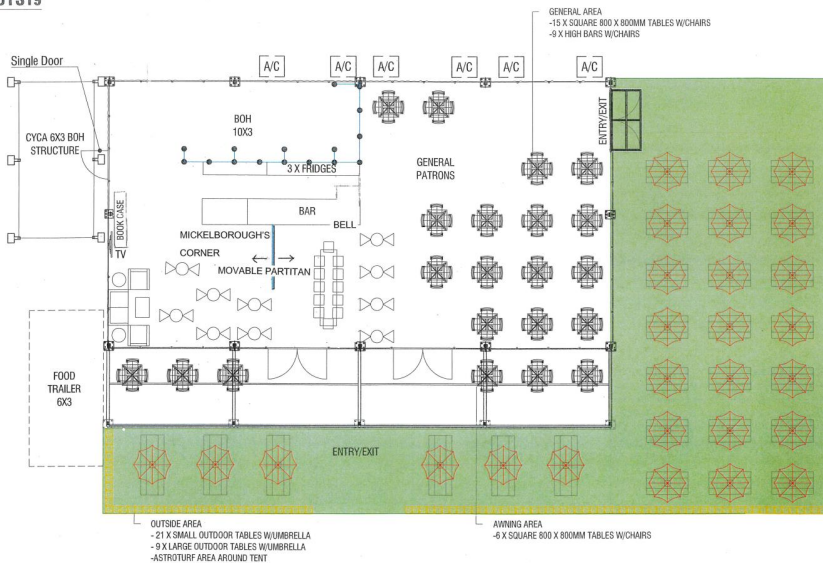 GENERAL AREA
-15 X SQUARE 800 X 800MM TABLES W/CHAIRS
-9 X HIGH BARS W/CHAIRS
Single Door
A/C
A/C
A/C
A/C
A/C
A/C
CYCA 6X3 BOH
STRUCTURE
BOH
10X3
3 X FRIDGES
GENERAL
PATRONS
ENTRY/EXIT
BAR
BELL
BOOK CASE
TV
MICKELBOROUGH'S
CORNER
MOVABLE PARTITAN
FOOD
TRAILER
6X3
ENTRY/EXIT
OUTSIDE AREA
- 21 X SMALL OUTDOOR TABLES W/UMBRELLA
- 9 X LARGE OUTDOOR TABLES W/UMBRELLA
-ASTROTURF AREA AROUND TENT
AWNING AREA
-6 X SQUARE 800 X 800MM TABLES W/CHAIRS